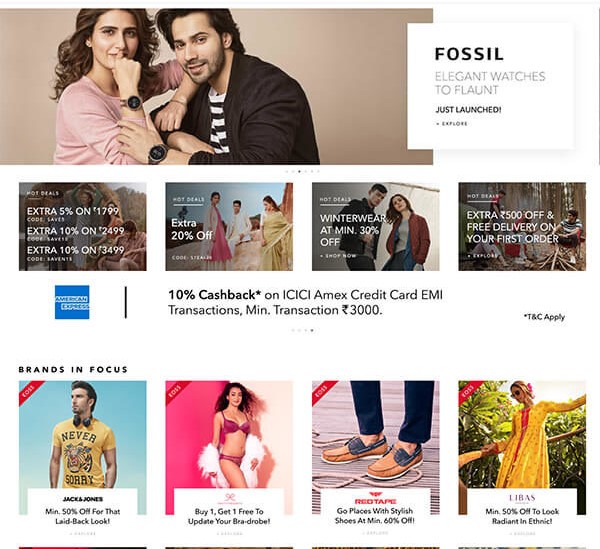 FOSSIL
ELEGANT WATCHES
TO FLAUNT
JUST LAUNCHED!
+ EXPLORE
HOT DEALS
EXTRA 5% ON ₹1799
CODE: SAVE5
EXTRA 10% ON ₹2499
CODE: SAVE10
EXTRA 10% ON ₹3499
CODE: SAVEN15
HOT DEALS
Extra
20% Off
HOT DEALS
WINTERWEAR
AT MIN. 30%
OFF
+ SHOP NOW
HOT DEALS
EXTRA ₹500 OFF &
FREE DELIVERY ON
YOUR FIRST ORDER
+ EXPLORE
AMERICAN
EXPRESS
10% Cashback* on ICICI Amex Credit Card EMI
Transactions, Min. Transaction ₹3000.
*T&C Apply
BRANDS IN FOCUS
EOSS
NEVER
SORRY
JACK&JONES
Min. 50% Off For That
Laid-Back Look!
+ EXPLORE
EOSS
Buy 1, Get 1 Free To
Update Your Bra-drobe!
+ EXPLORE
EOSS
REDTAPE
Go Places With Stylish
Shoes At Min. 60% Off!
+ EXPLORE
EOSS
LIBAS
Min. 50% Off To Look
Radiant In Ethnic!
+ EXPLORE